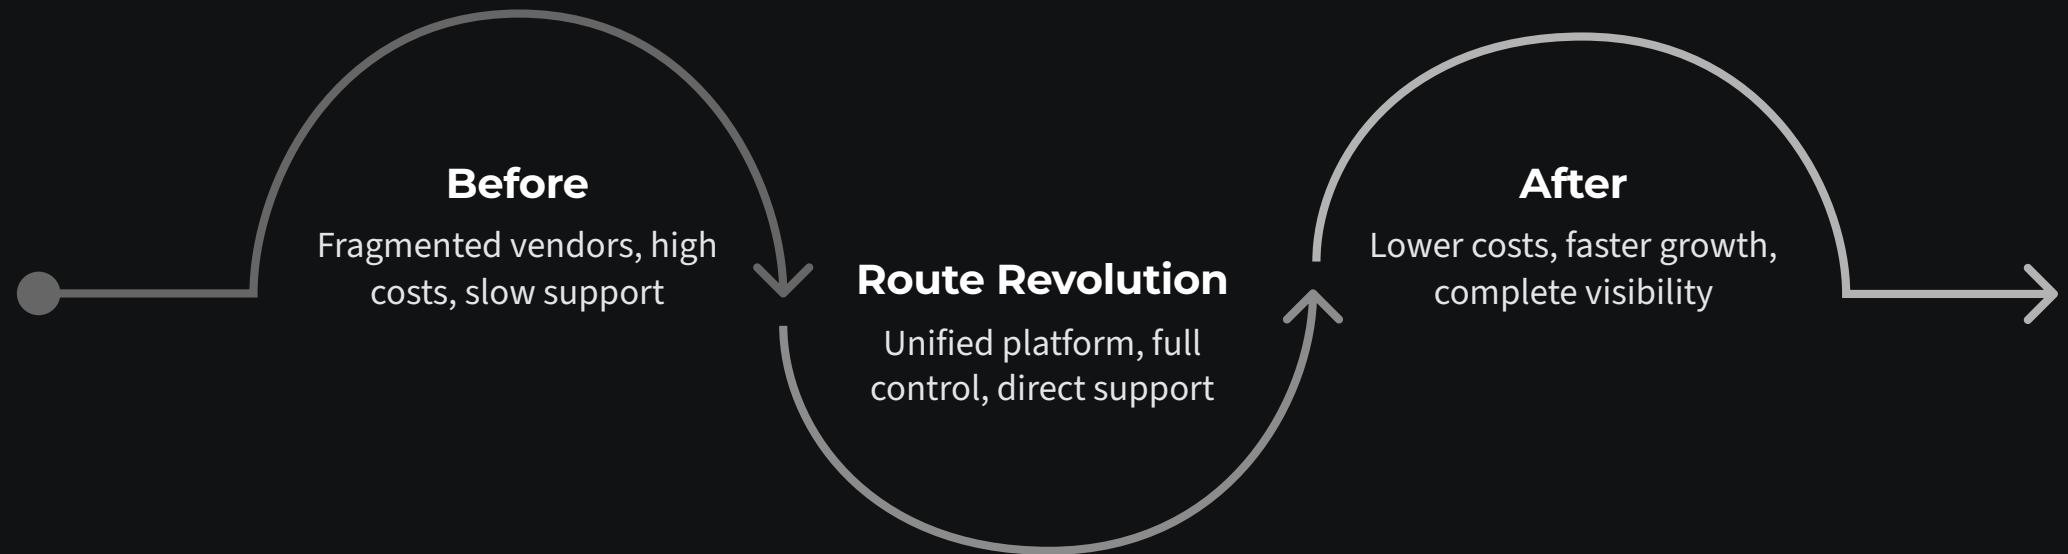 Before
Fragmented vendors, high
costs, slow support
Route Revolution
Unified platform, full
control, direct support
After
Lower costs, faster growth,
complete visibility